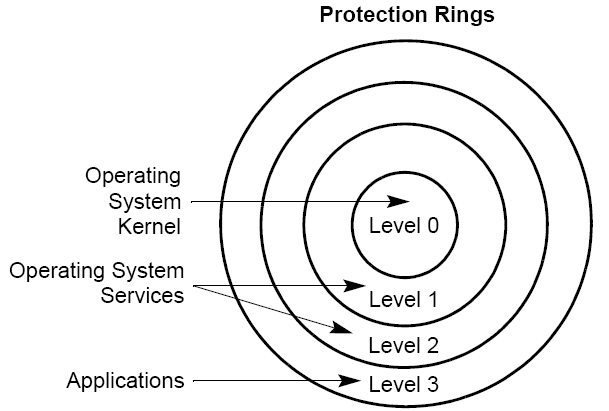 Protection Rings
Operating
System
Kernel
Level 0
Operating System
Services
Level 1
Level 2
Applications
Level 3